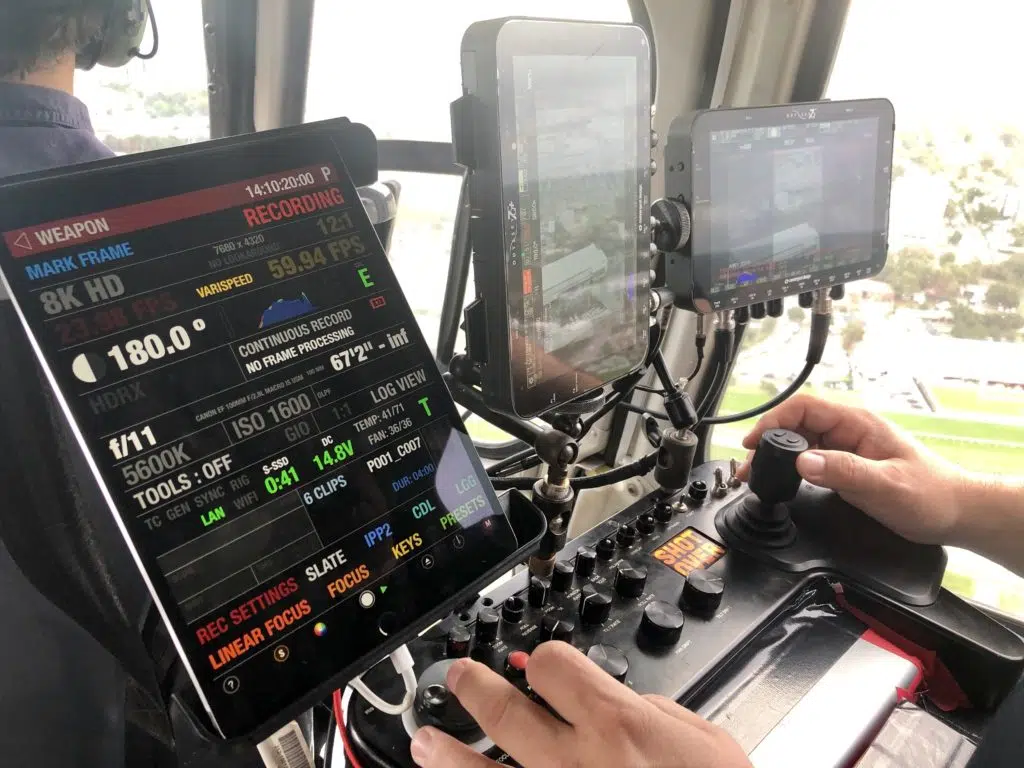 WEAPON
14:10:20:00 P
MARK FRAME
RECORDING
8K HD
7680 x 4320
12:1
NO LOOKAROUND
23.98 FPS
VARISPEED
59.94 FPS
180.0°
E
CONTINUOUS RECORD
NO FRAME PROCESSING
HDRX
67'2" - inf
f/11
ISO 1600
LOG VIEW
5600K
GIO
1:1
T
TOOLS : OFF
S-SSD
DC
TEMP: 41/71
FAN: 36/36
TC GEN SYNC RIG
0:41
14.8V
LAN
WIFI
6 CLIPS
P001_C007
DUR: 04:00
REC SETTINGS
SLATE
IPP2
CDL
LOG
LINEAR FOCUS
FOCUS
KEYS
PRESETS
?
$
M
SHOT
OVER